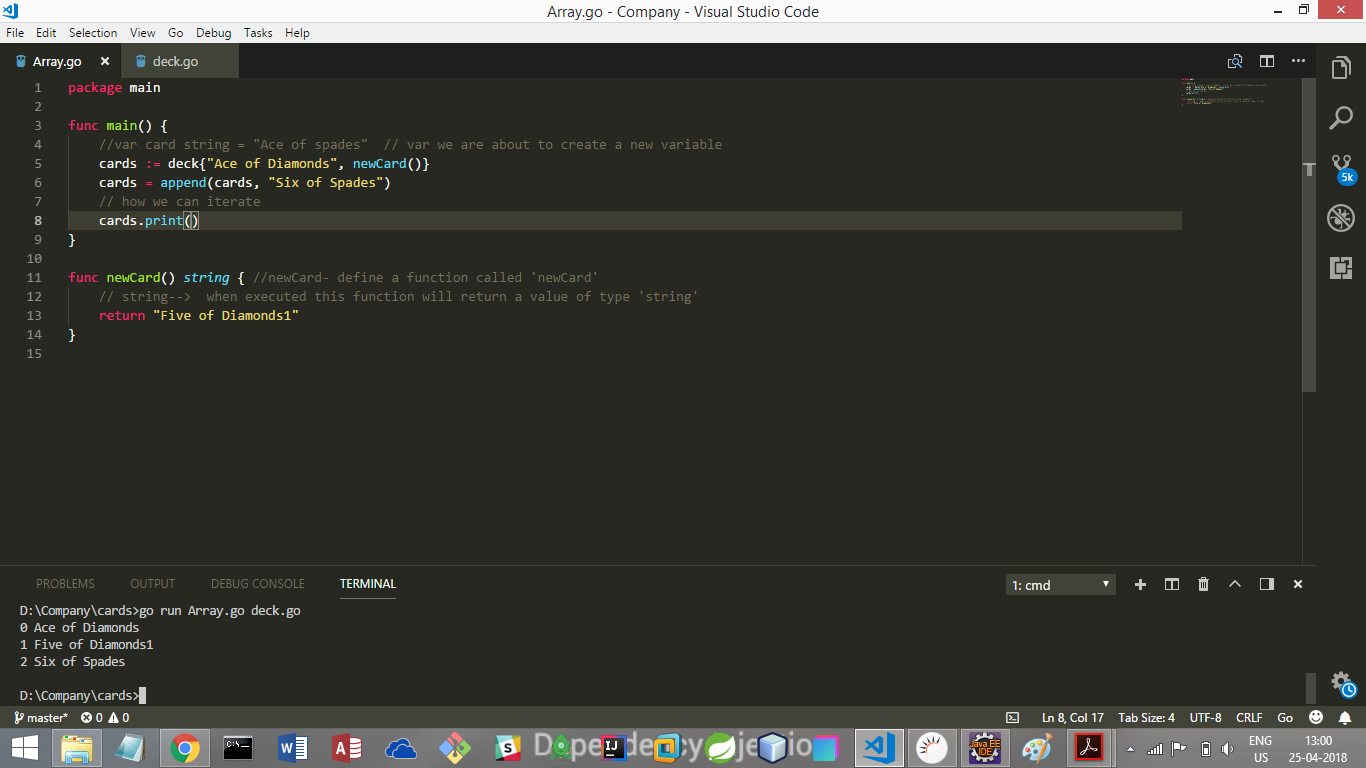 Array.go - Company - Visual Studio Code
File Edit Selection View Go Debug Tasks Help
Array.go deck.go
1 package main
2
3 func main() {
4 //var card string = "Ace of spades" // var we are about to create a new variable
5 cards := deck{"Ace of Diamonds", newCard()}
6 cards = append(cards, "Six of Spades")
7 // how we can iterate
8 cards.print()
9 }
10
11 func newCard() string { //newCard- define a function called 'newCard'
12 // string--> when executed this function will return a value of type 'string'
13 return "Five of Diamonds1"
14 }
15
5k
PROBLEMS OUTPUT DEBUG CONSOLE TERMINAL 1: cmd
D:\Company\cards>go run Array.go deck.go
0 Ace of Diamonds
1 Five of Diamonds1
2 Six of Spades
D:\Company\cards>
master* 0 0 Ln 8, Col 17 Tab Size: 4 UTF-8 CRLF Go
ENG 13:00
US 25-04-2018